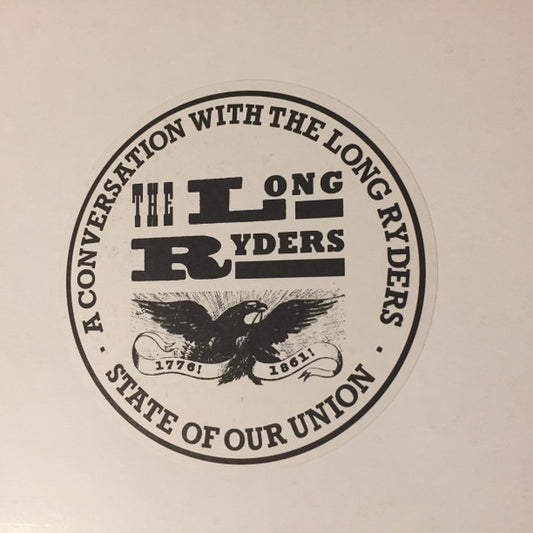 · A CONVERSATION WITH THE LONG RYDERS ·
THE LONG
RYDERS
1776! 1861!
STATE OF OUR UNION